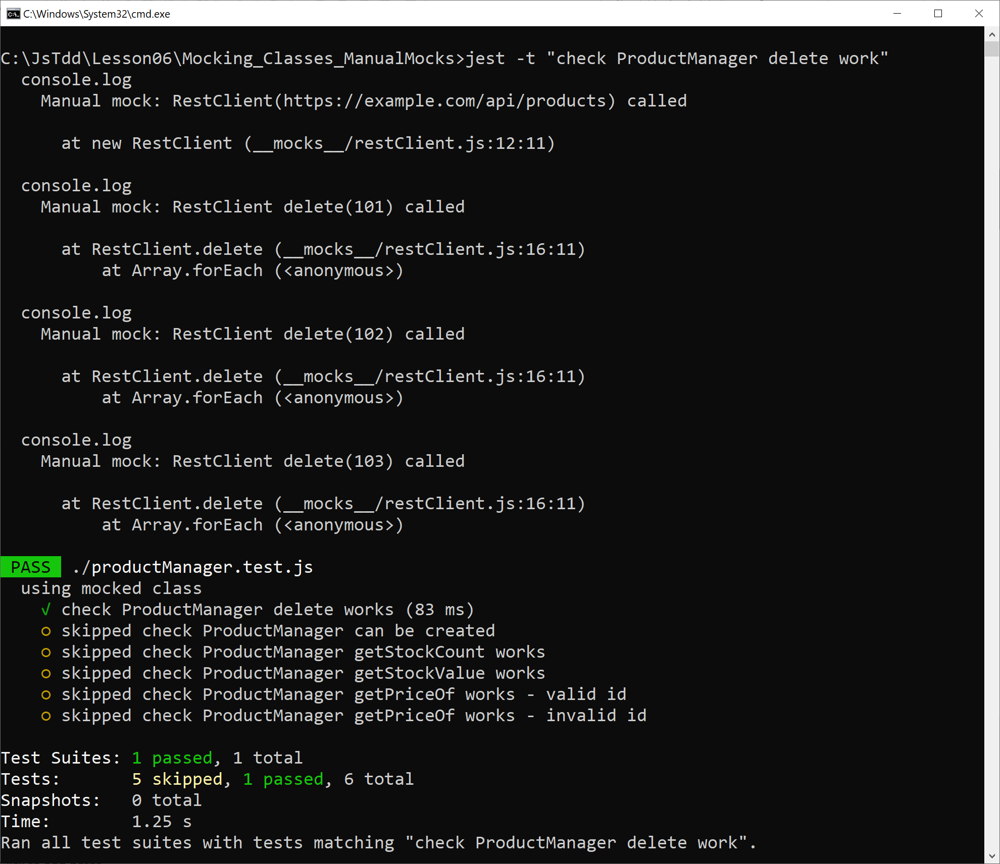 C:\Windows\System32\cmd.exe
C:\JsTdd\Lesson06\Mocking_Classes_ManualMocks>jest -t "check ProductManager delete work"
console.log
Manual mock: RestClient(https://example.com/api/products) called
at new RestClient (__mocks__/restClient.js:12:11)
console.log
Manual mock: RestClient delete(101) called
at RestClient.delete (__mocks__/restClient.js:16:11)
at Array.forEach (<anonymous>)
console.log
Manual mock: RestClient delete(102) called
at RestClient.delete (__mocks__/restClient.js:16:11)
at Array.forEach (<anonymous>)
console.log
Manual mock: RestClient delete(103) called
at RestClient.delete (__mocks__/restClient.js:16:11)
at Array.forEach (<anonymous>)
PASS ./productManager.test.js
using mocked class
√ check ProductManager delete works (83 ms)
○ skipped check ProductManager can be created
○ skipped check ProductManager getStockCount works
○ skipped check ProductManager getStockValue works
○ skipped check ProductManager getPriceOf works - valid id
○ skipped check ProductManager getPriceOf works - invalid id
Test Suites: 1 passed, 1 total
Tests: 5 skipped, 1 passed, 6 total
Snapshots: 0 total
Time: 1.25 s
Ran all test suites with tests matching "check ProductManager delete work".